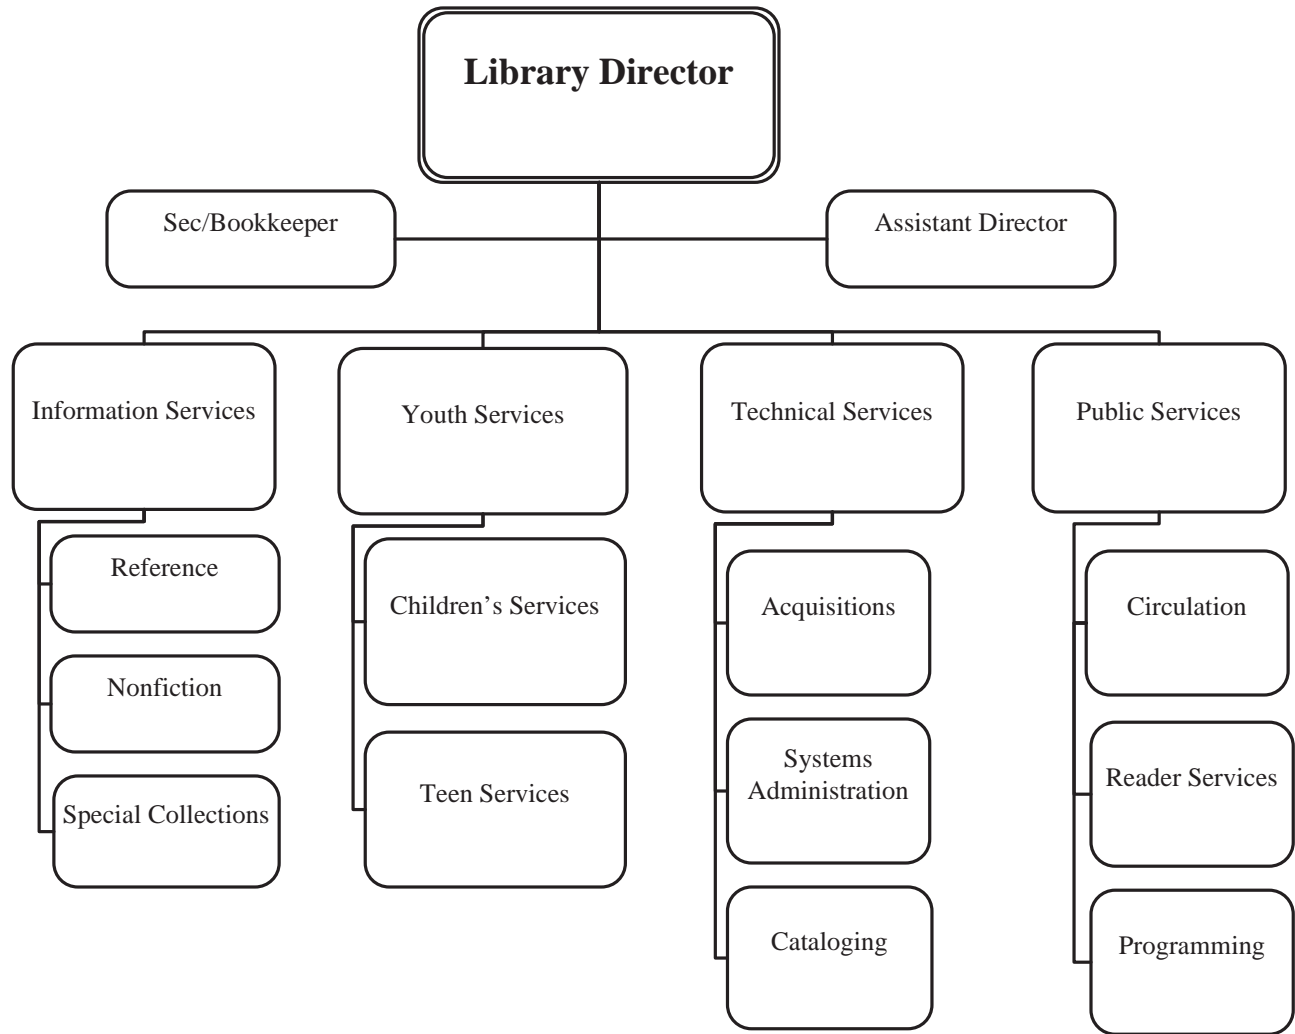 Library Director
Sec/Bookkeeper
Assistant Director
Information Services
Youth Services
Technical Services
Public Services
Reference
Nonfiction
Special Collections
Children’s Services
Teen Services
Acquisitions
Systems
Administration
Cataloging
Circulation
Reader Services
Programming